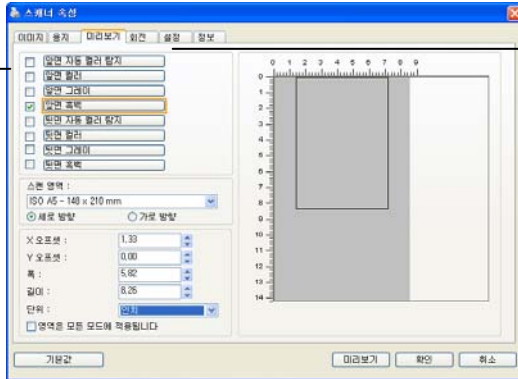 스캐너 속성
이미지 용지 미리보기 회전 설정 정보
앞면 자동 컬러 탐지
앞면 컬러
앞면 그레이
앞면 흑백
뒷면 자동 컬러 탐지
뒷면 컬러
뒷면 그레이
뒷면 흑백
스캔 영역 :
ISO A5 - 148 x 210 mm
세로 방향 가로 방향
X 오프셋 : 1,33
Y 오프셋 : 0,00
폭 : 5,82
길이 : 8,26
단위 : 인치
영역은 모든 모드에 적용됩니다
0 1 2 3 4 5 6 7 8 9
0
1
2
3
4
5
6
7
8
9
10
11
12
13
14
기본값 미리보기 확인 취소